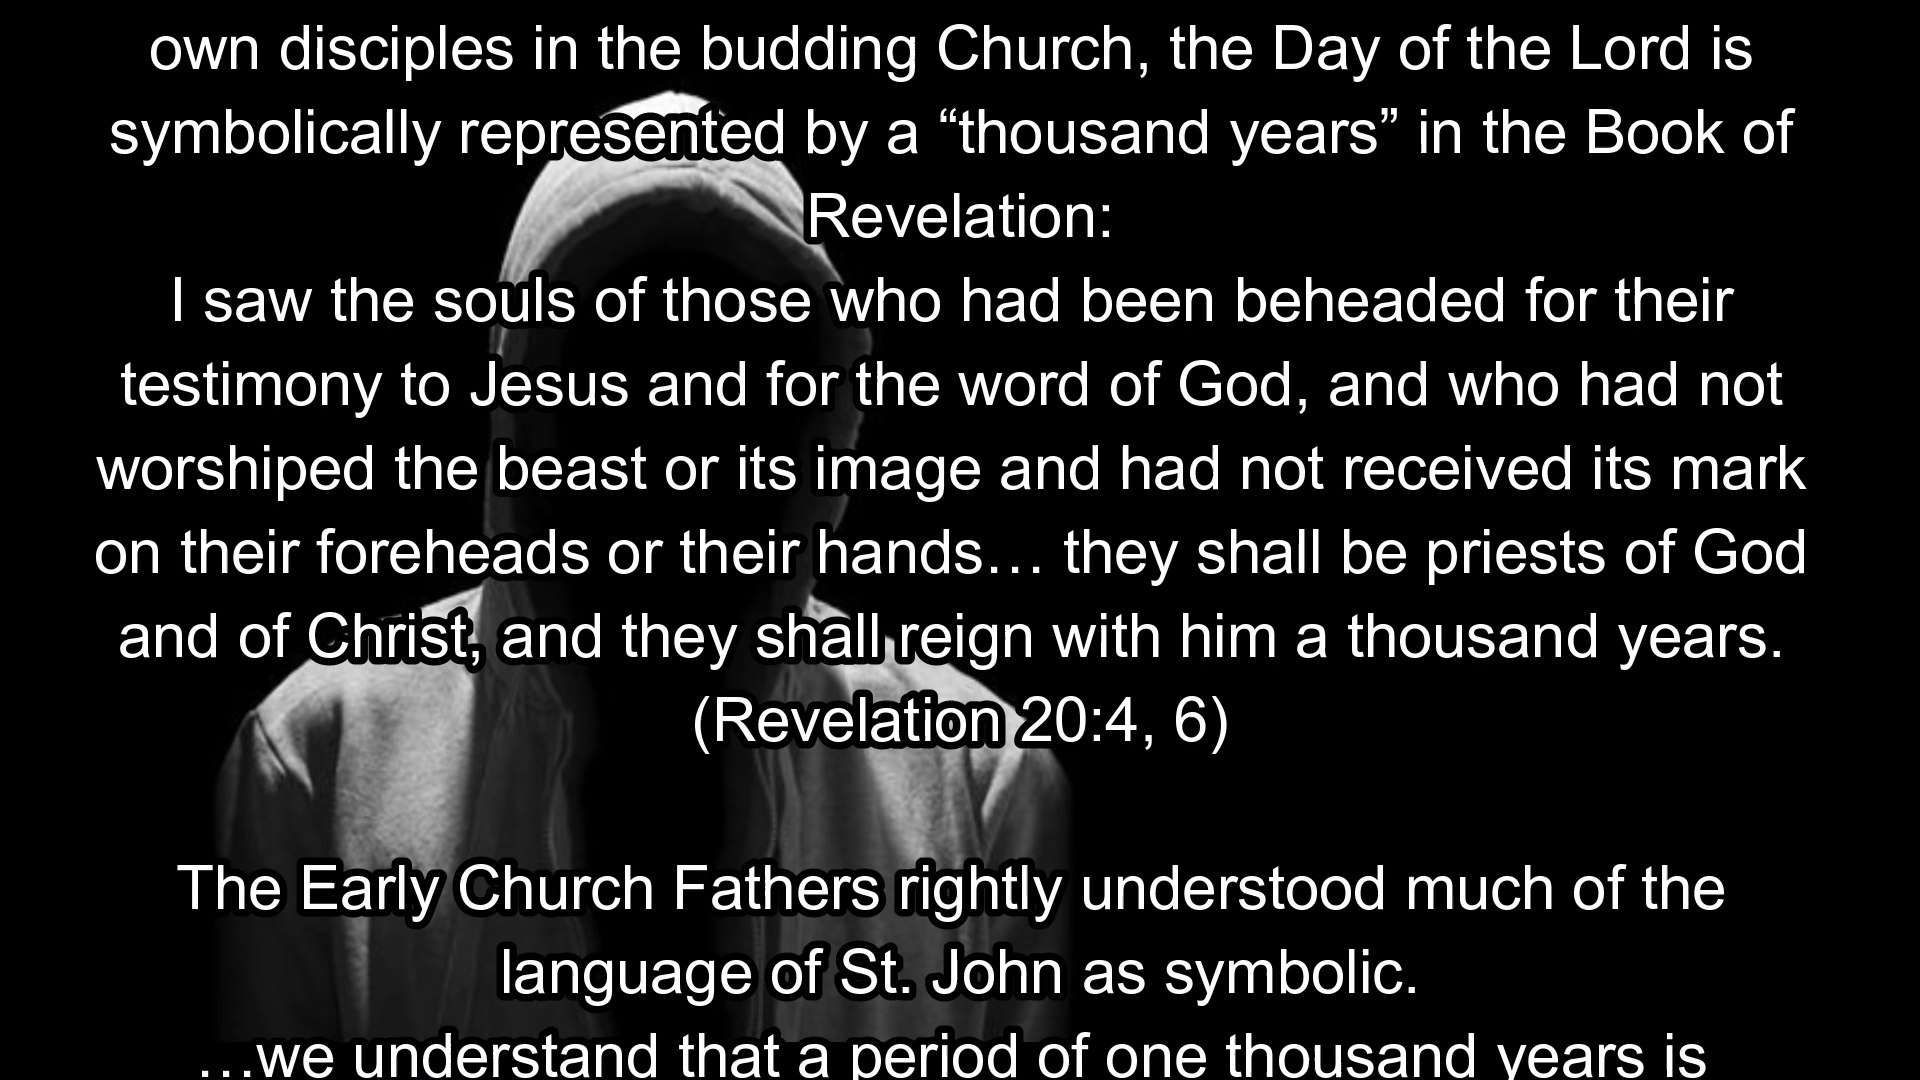 own disciples in the budding Church, the Day of the Lord is
symbolically represented by a “thousand years” in the Book of
Revelation:
I saw the souls of those who had been beheaded for their
testimony to Jesus and for the word of God, and who had not
worshiped the beast or its image and had not received its mark
on their foreheads or their hands… they shall be priests of God
and of Christ, and they shall reign with him a thousand years.
(Revelation 20:4, 6)
The Early Church Fathers rightly understood much of the
language of St. John as symbolic.
…we understand that a period of one thousand years is